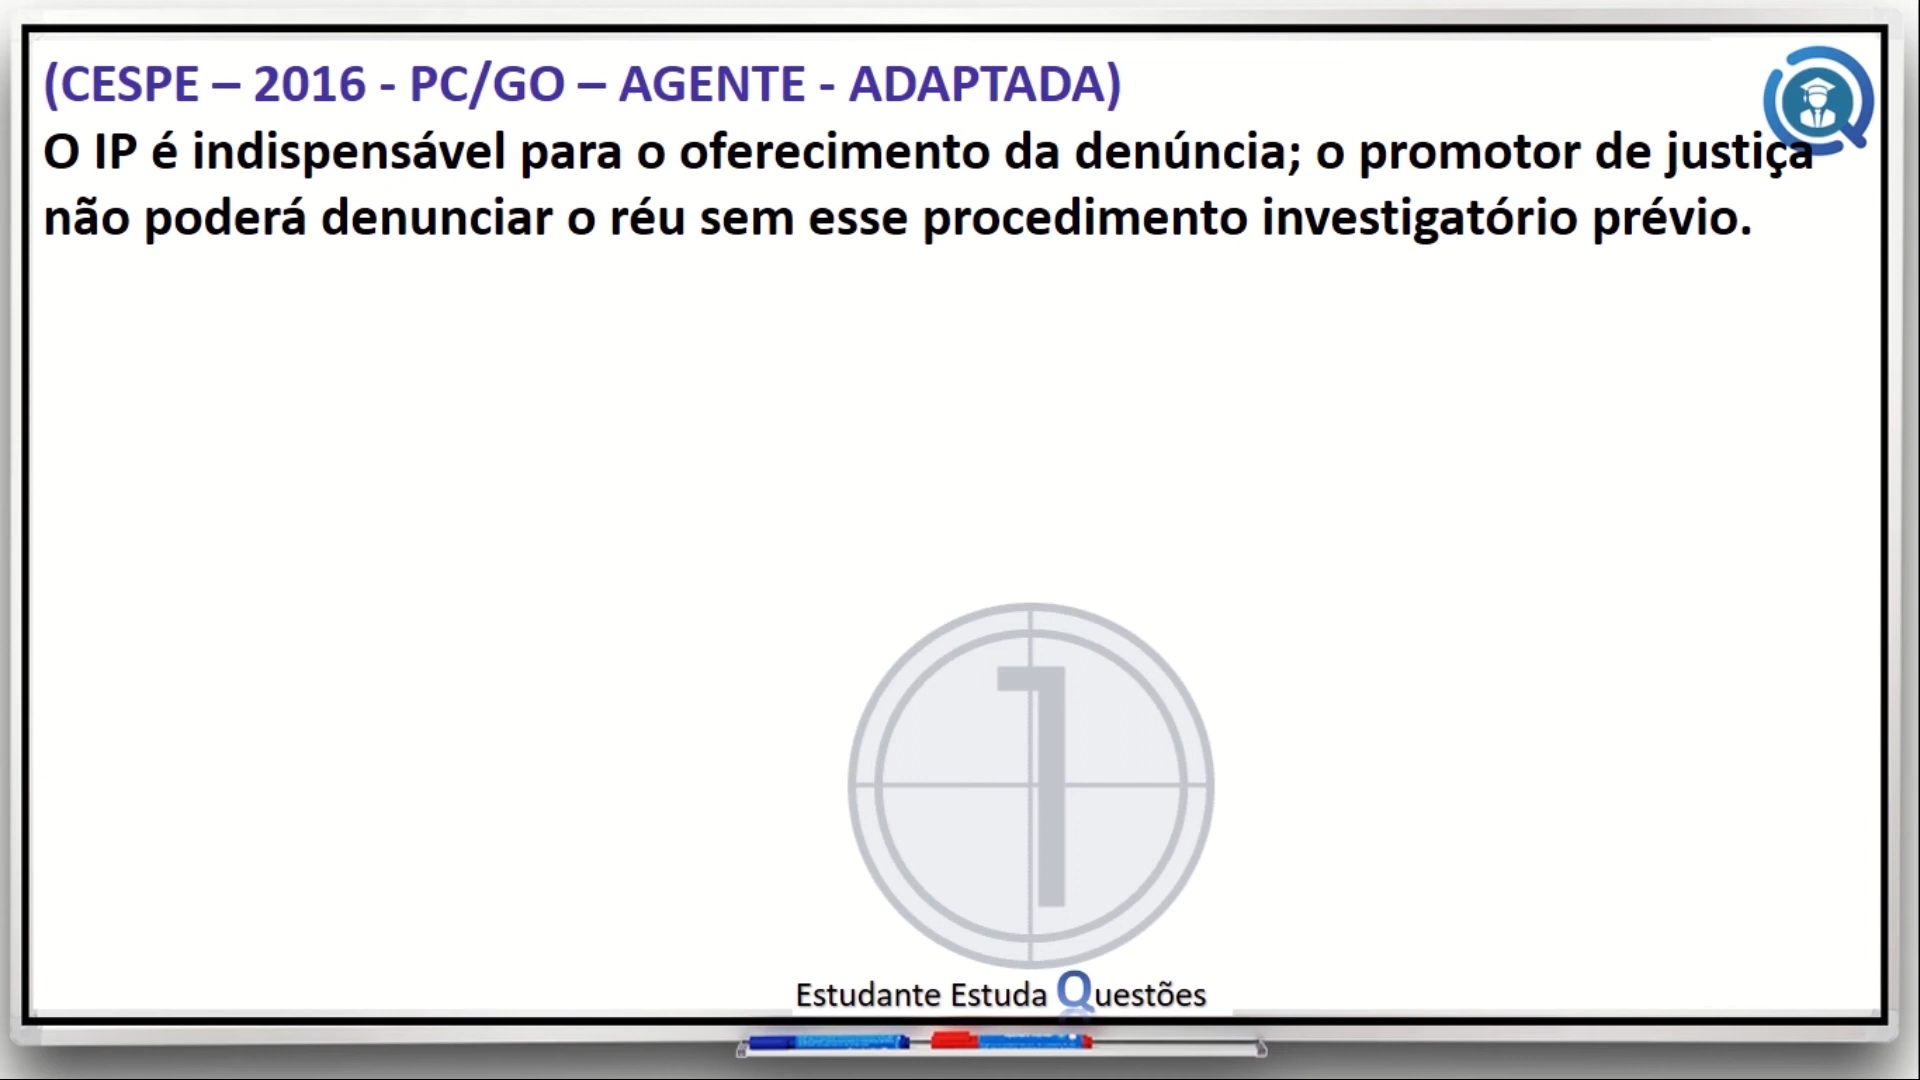 (CESPE – 2016 - PC/GO – AGENTE - ADAPTADA)
O IP é indispensável para o oferecimento da denúncia; o promotor de justiça
não poderá denunciar o réu sem esse procedimento investigatório prévio.
1
Estudante Estuda Questões